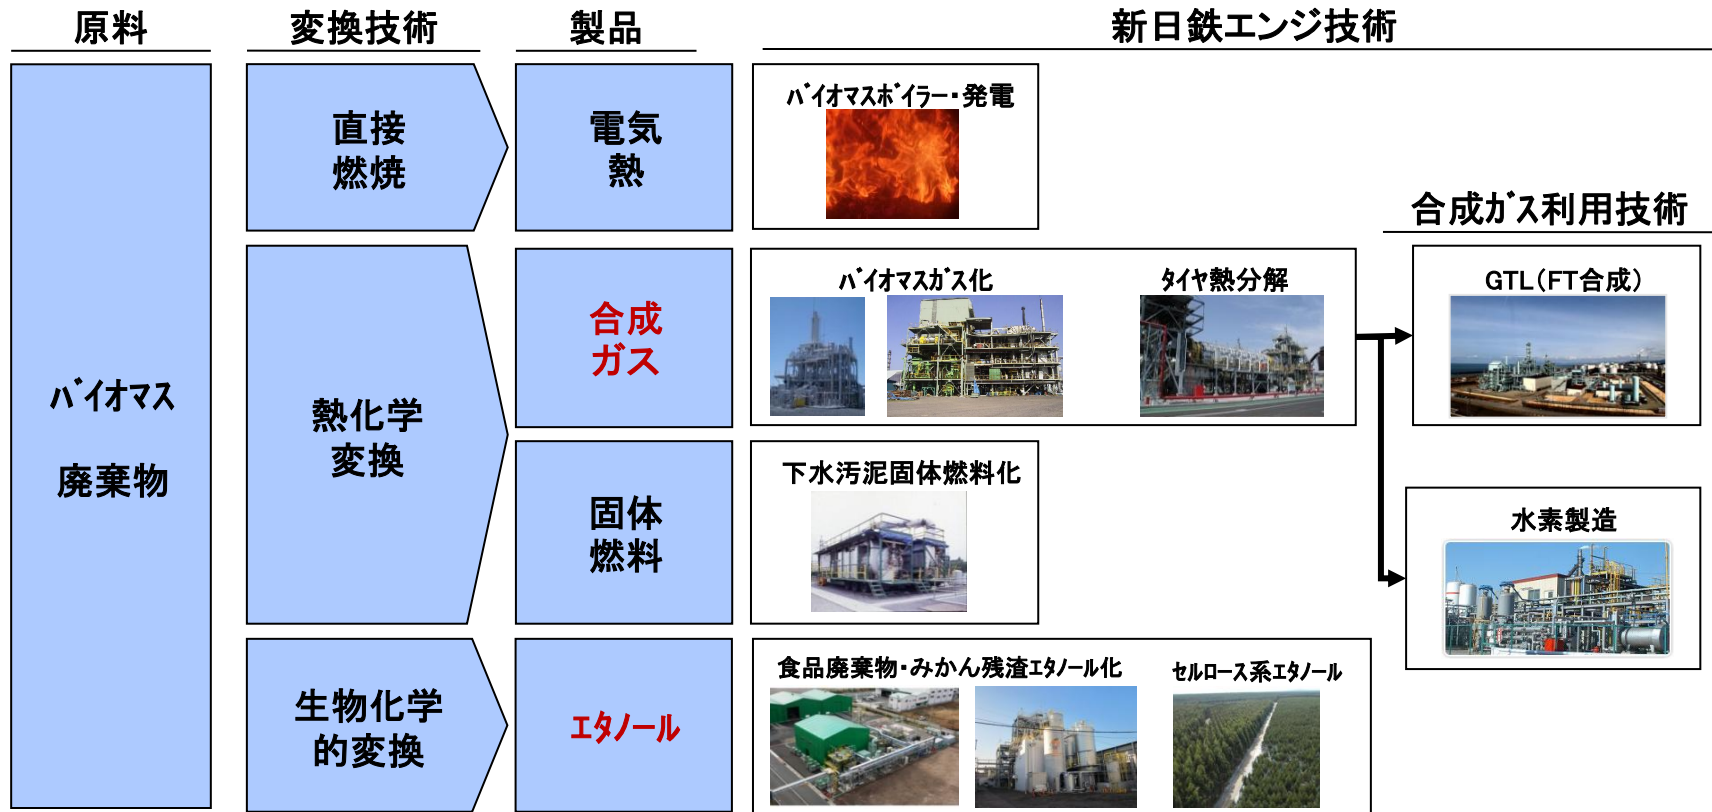 原料
変換技術
製品
新日鉄エンジ技術
バイオマス
廃棄物
直接
燃焼
電気
熱
バイオマスボイラー・発電
合成ガス利用技術
熱化学
変換
合成
ガス
バイオマスガス化
タイヤ熱分解
GTL(FT合成)
固体
燃料
下水汚泥固体燃料化
水素製造
生物化学
的変換
エタノール
食品廃棄物・みかん残渣エタノール化
セルロース系エタノール